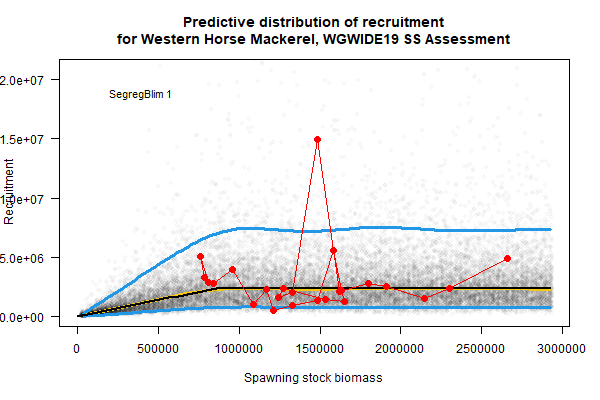 Predictive distribution of recruitment
for Western Horse Mackerel, WGWIDE19 SS Assessment
2.0e+07
SegregBlim 1
1.5e+07
Recruitment
1.0e+07
5.0e+06
0.0e+00
0 500000 1000000 1500000 2000000 2500000 3000000
Spawning stock biomass